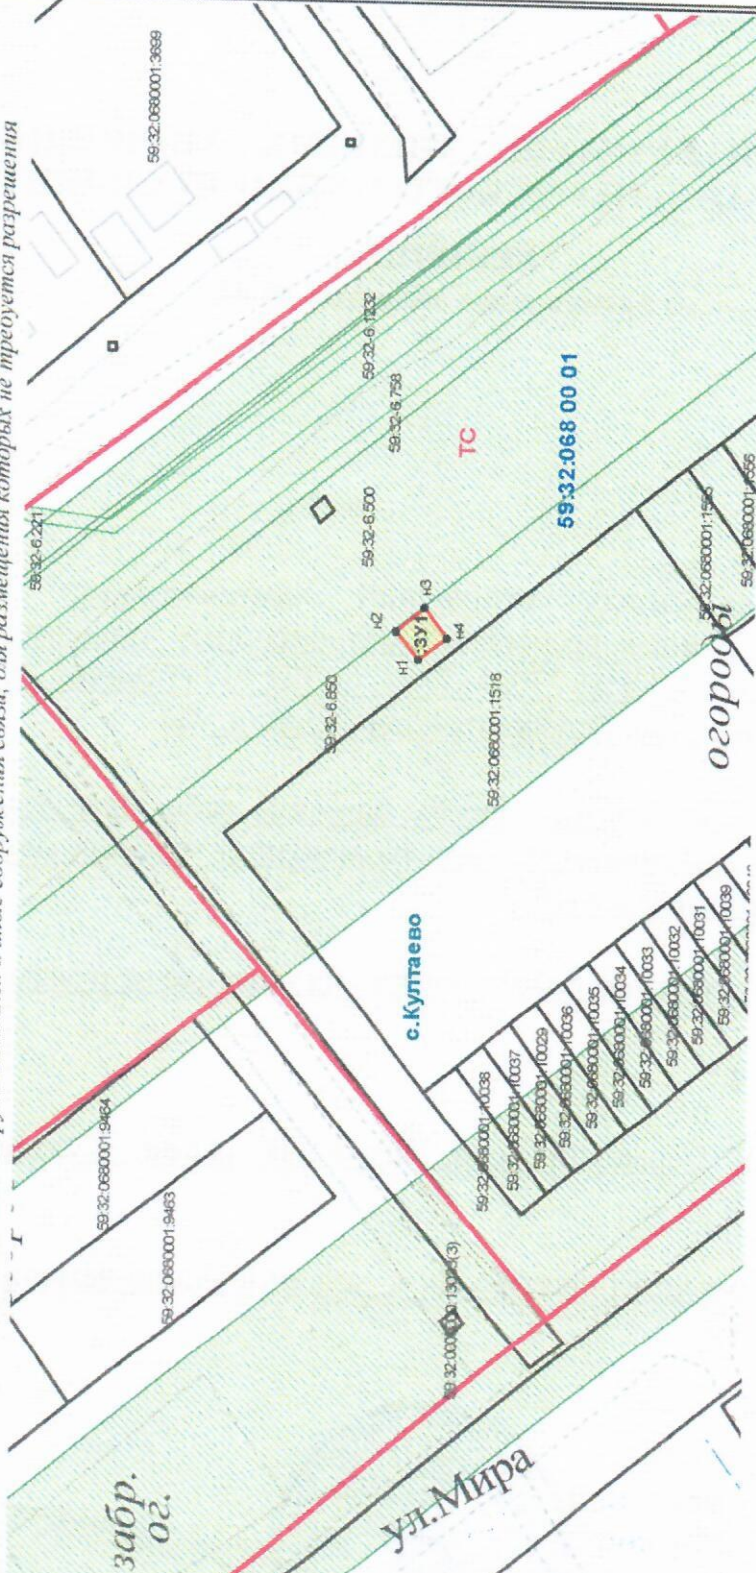 сооружения связи, для размещения которых не требуется разрешения
59:32:0680001:3699
59:32-6.221
59:32-6.1232
59:32-6.758
ТС
59:32:068 00 01
59:32-6.500
н2
н3
н1
:ЗУ1
н4
59:32-6.850
59:32:0680001:1518
огороды
с.Култаево
59:32:0680001:9464
59:32:0680001:9463
59:32:0680001:10038
59:32:0680001:10037
59:32:0680001:10029
59:32:0680001:10036
59:32:0680001:10035
59:32:0680001:10034
59:32:0680001:10033
59:32:0680001:10032
59:32:0680001:10031
59:32:0680001:10039
забр.
ог.
ул.Мира